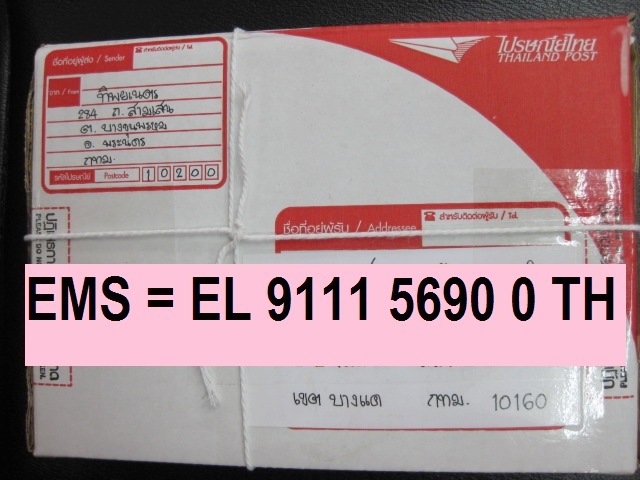 ไปรษณีย์ไทย
THAILAND POST
ชื่อที่อยู่ผู้ส่ง / Sender
☎ สำหรับติดต่อผู้รับ / Tel.
จาก / From
ทิพยเนตร
284 ถ. สามเสน
ต. บางขุนพรหม
อ. พระนคร
กทม.
รหัสไปรษณีย์ Postcode 10200
☎ สำหรับติดต่อผู้รับ / Tel.
ชื่อที่อยู่ผู้รับ / Addressee
EMS = EL 9111 5690 0 TH
เขต บางแค กทม. 10160